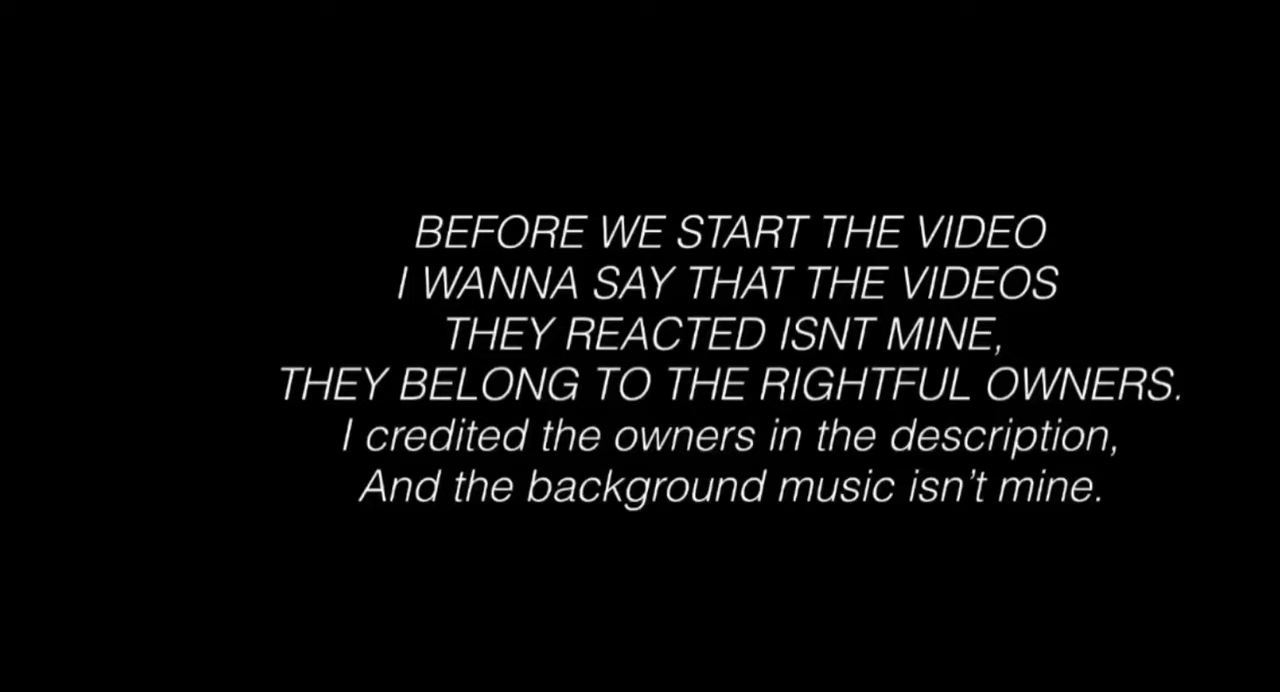 BEFORE WE START THE VIDEO
I WANNA SAY THAT THE VIDEOS
THEY REACTED ISNT MINE,
THEY BELONG TO THE RIGHTFUL OWNERS.
I credited the owners in the description,
And the background music isn’t mine.